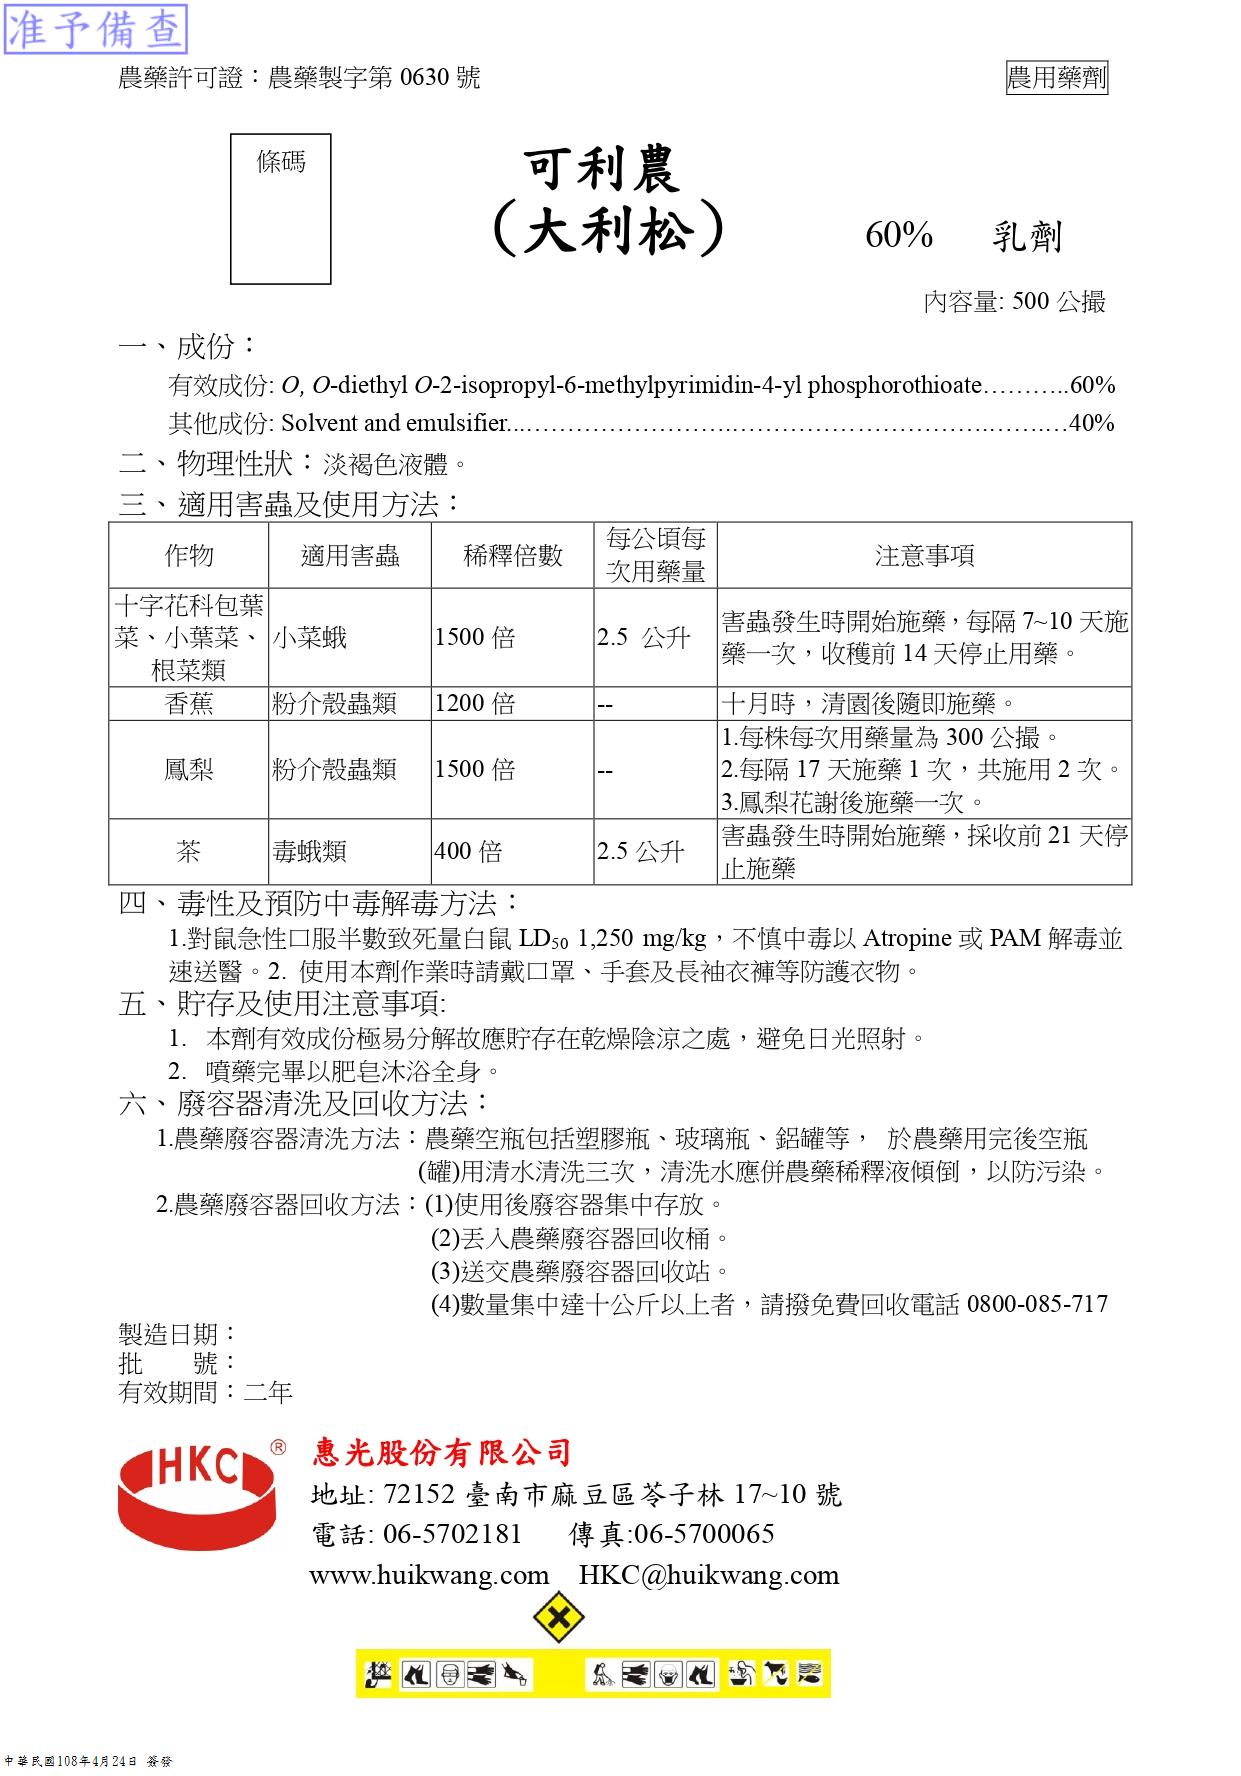 准予備查
農藥許可證：農藥製字第 0630 號
農用藥劑
條碼
可利農
（大利松） 60% 乳劑
內容量: 500 公撮
一、成份：
有效成份: O, O-diethyl O-2-isopropyl-6-methylpyrimidin-4-yl phosphorothioate………..60%
其他成份: Solvent and emulsifier...…………………….…………………………….…….…40%
二、物理性狀：淡褐色液體。
三、適用害蟲及使用方法：
作物 適用害蟲 稀釋倍數 每公頃每次用藥量 注意事項
十字花科包葉菜、小葉菜、根菜類 小菜蛾 1500 倍 2.5 公升 害蟲發生時開始施藥，每隔 7~10 天施藥一次，收穫前 14 天停止用藥。
香蕉 粉介殼蟲類 1200 倍 -- 十月時，清園後隨即施藥。
鳳梨 粉介殼蟲類 1500 倍 -- 1.每株每次用藥量為 300 公撮。
2.每隔 17 天施藥 1 次，共施用 2 次。
3.鳳梨花謝後施藥一次。
茶 毒蛾類 400 倍 2.5 公升 害蟲發生時開始施藥，採收前 21 天停止施藥
四、毒性及預防中毒解毒方法：
1.對鼠急性口服半數致死量白鼠 LD₅₀ 1,250 mg/kg，不慎中毒以 Atropine 或 PAM 解毒並
速送醫。2. 使用本劑作業時請戴口罩、手套及長袖衣褲等防護衣物。
五、貯存及使用注意事項:
1. 本劑有效成份極易分解故應貯存在乾燥陰涼之處，避免日光照射。
2. 噴藥完畢以肥皂沐浴全身。
六、廢容器清洗及回收方法：
1.農藥廢容器清洗方法：農藥空瓶包括塑膠瓶、玻璃瓶、鋁罐等， 於農藥用完後空瓶
(罐)用清水清洗三次，清洗水應併農藥稀釋液傾倒，以防污染。
2.農藥廢容器回收方法：(1)使用後廢容器集中存放。
(2)丟入農藥廢容器回收桶。
(3)送交農藥廢容器回收站。
(4)數量集中達十公斤以上者，請撥免費回收電話 0800-085-717
製造日期：
批 號：
有效期間：二年
HKC ®
惠光股份有限公司
地址: 72152 臺南市麻豆區苓子林 17~10 號
電話: 06-5702181 傳真:06-5700065
www.huikwang.com HKC@huikwang.com
中華民國108年4月24日 簽發